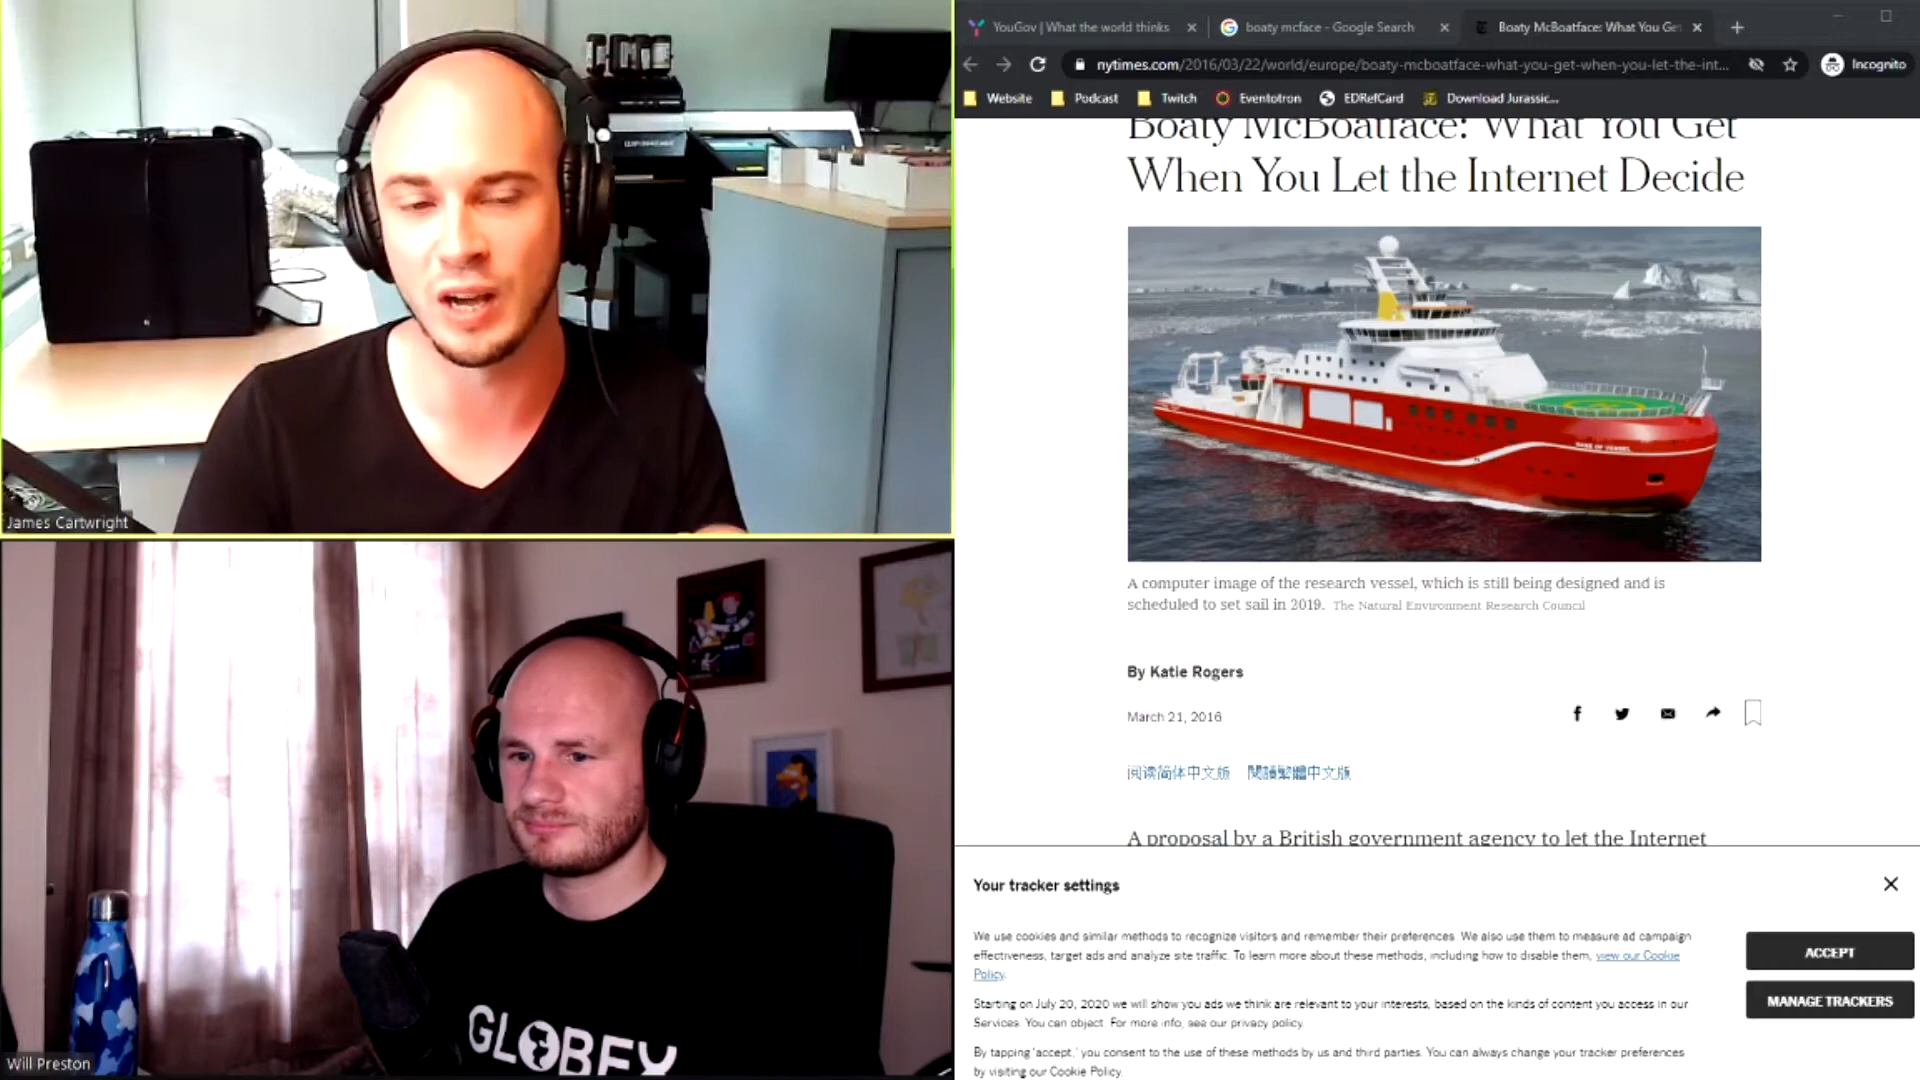 James Cartwright
Will Preston
GLOBEX
YouGov | What the world thinks
boaty mcface - Google Search
Boaty McBoatface: What You Ge
nytimes.com/2016/03/22/world/europe/boaty-mcboatface-what-you-get-when-you-let-the-int...
Incognito
Website
Podcast
Twitch
Eventotron
EDRefCard
Download Jurassic...
Boaty McBoatface: What You Get
When You Let the Internet Decide
NAME OF VESSEL
A computer image of the research vessel, which is still being designed and is
scheduled to set sail in 2019. The Natural Environment Research Council
By Katie Rogers
March 21, 2016
阅读简体中文版 閱讀繁體中文版
A proposal by a British government agency to let the Internet
Your tracker settings
We use cookies and similar methods to recognize visitors and remember their preferences. We also use them to measure ad campaign
effectiveness, target ads and analyze site traffic. To learn more about these methods, including how to disable them, view our Cookie
Policy.
Starting on July 20, 2020 we will show you ads we think are relevant to your interests, based on the kinds of content you access in our
Services. You can object. For more info, see our privacy policy.
By tapping 'accept,' you consent to the use of these methods by us and third parties. You can always change your tracker preferences
by visiting our Cookie Policy.
ACCEPT
MANAGE TRACKERS